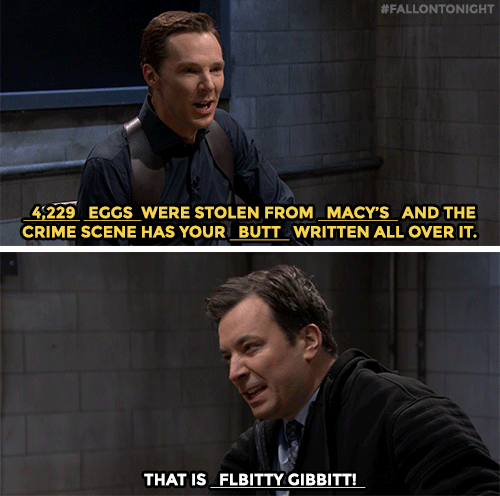 #FALLONTONIGHT
4,229 EGGS WERE STOLEN FROM MACY'S AND THE
CRIME SCENE HAS YOUR BUTT WRITTEN ALL OVER IT.
THAT IS FLBITTY GIBBITT!